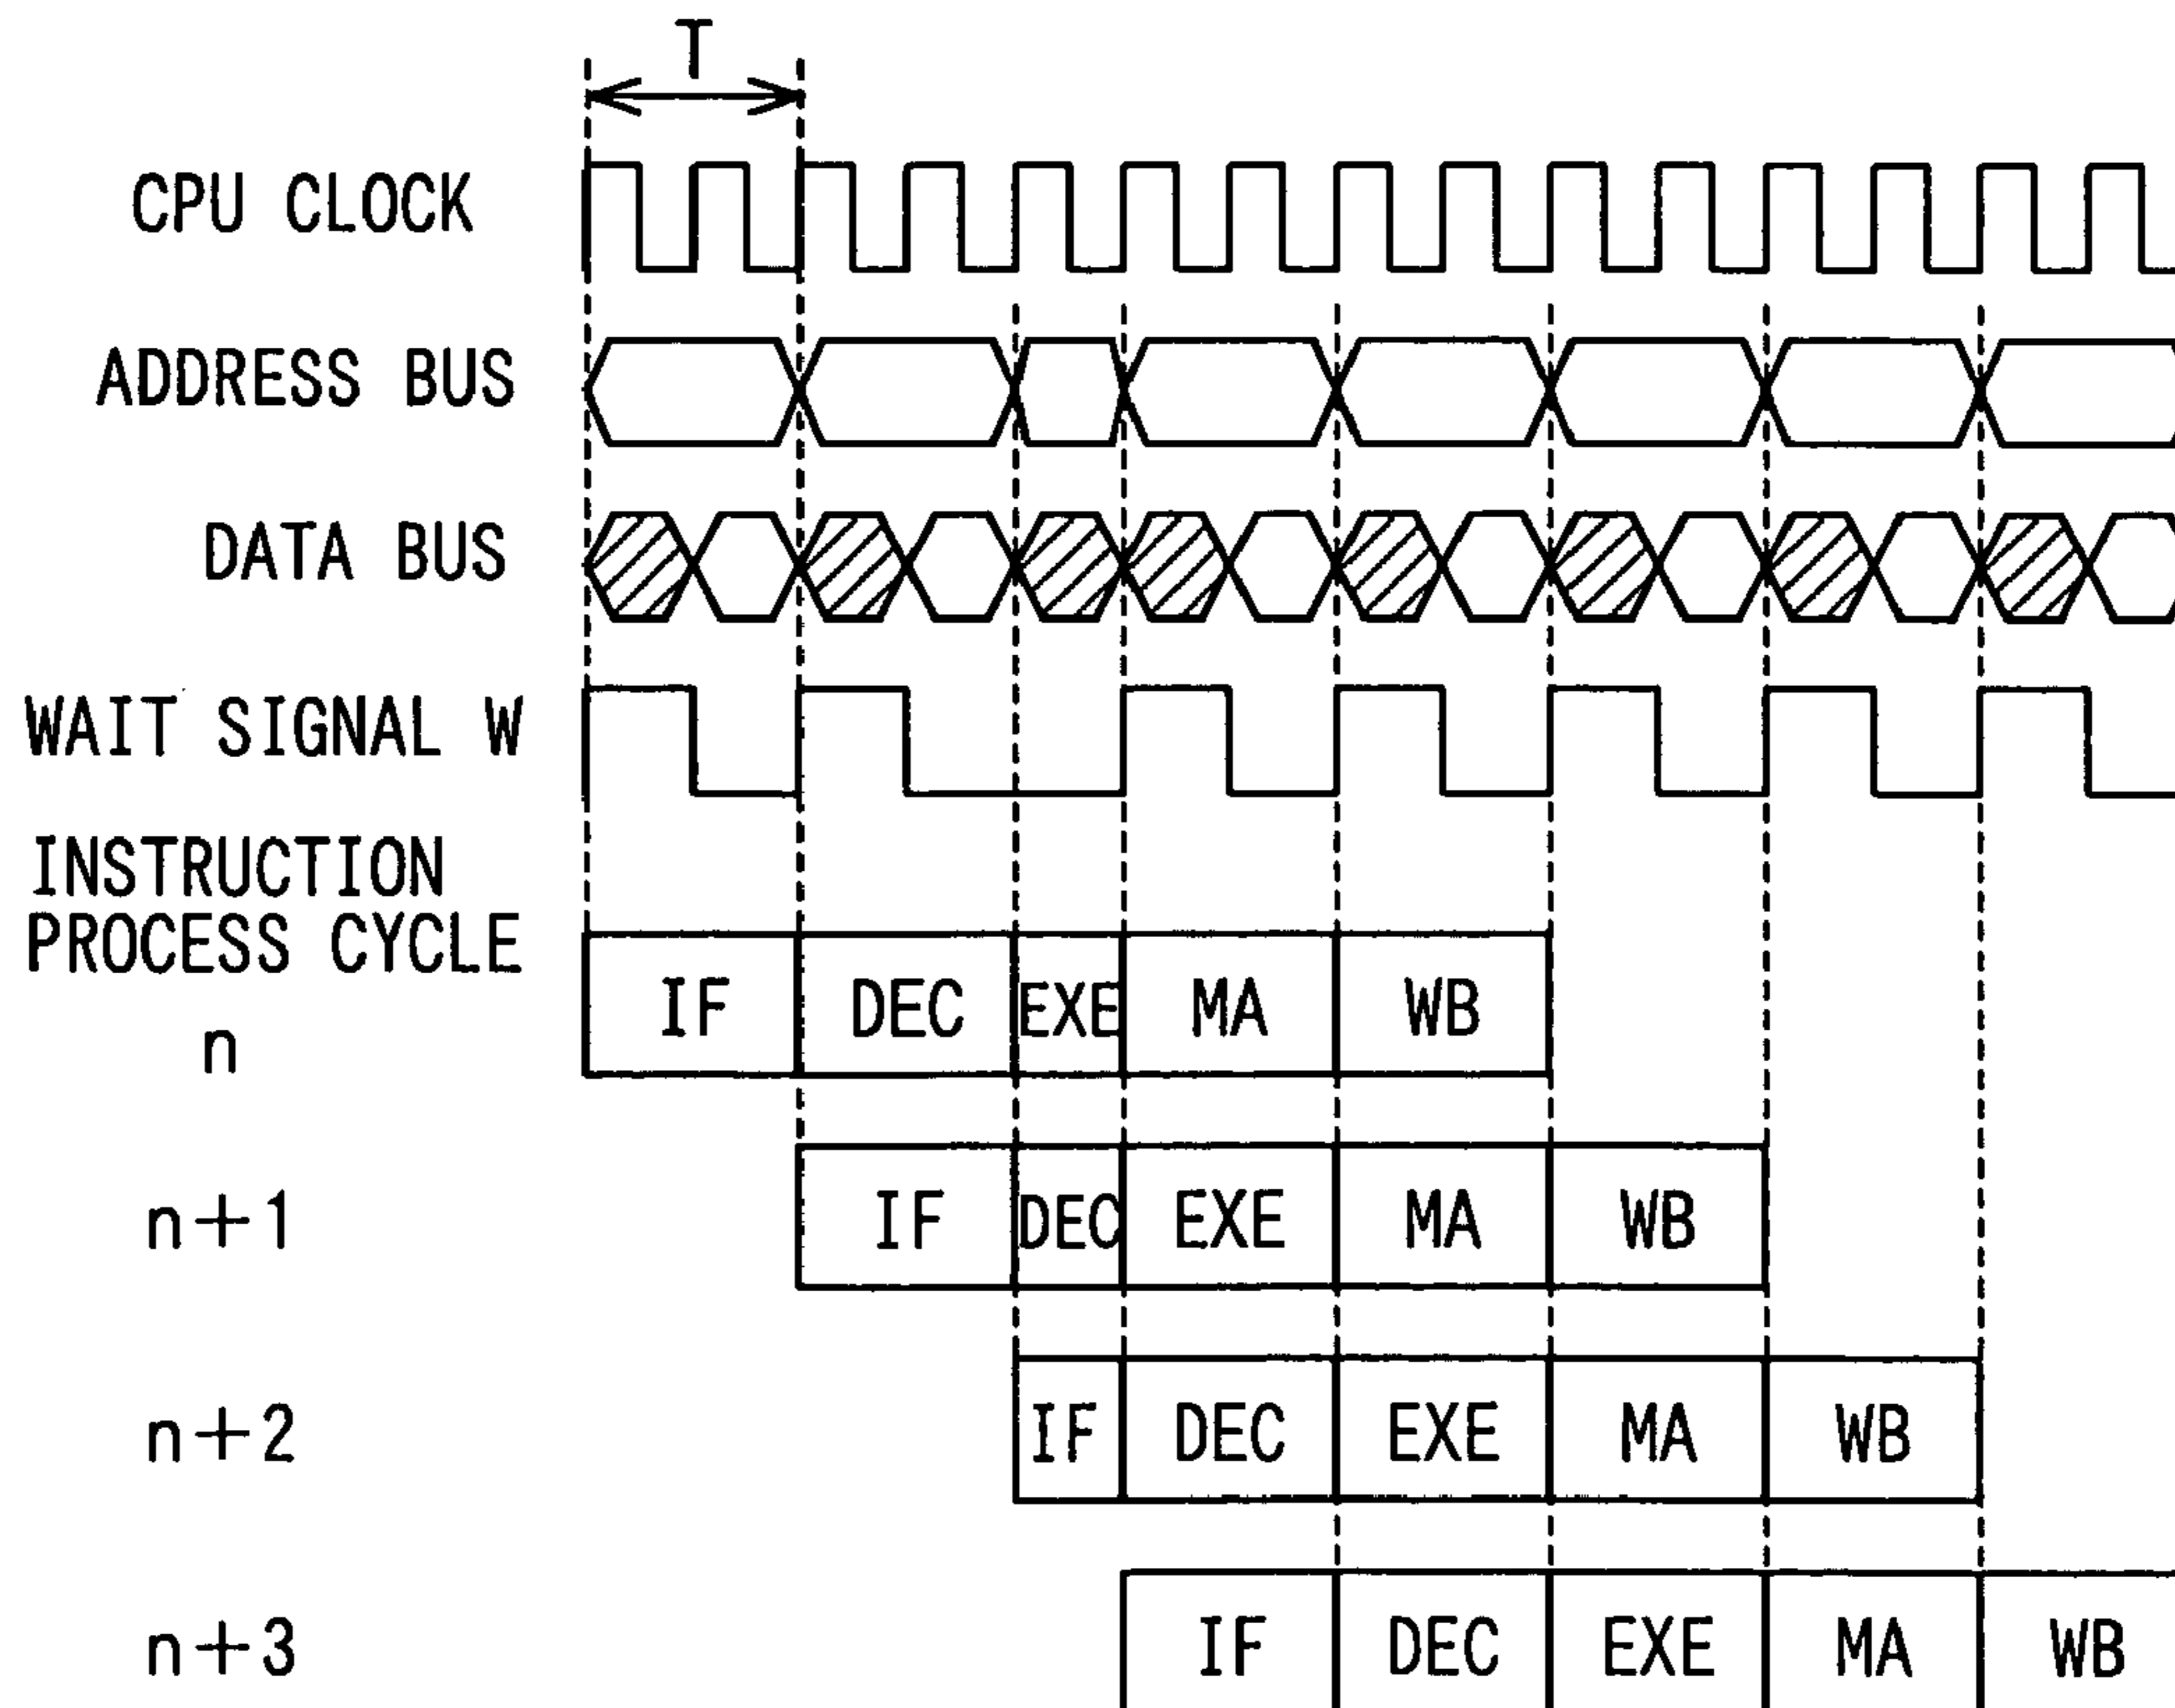 T
CPU CLOCK
ADDRESS BUS
DATA BUS
WAIT SIGNAL W
INSTRUCTION
PROCESS CYCLE
n
IF DEC EXE MA WB
n+1
IF DEC EXE MA WB
n+2
IF DEC EXE MA WB
n+3
IF DEC EXE MA WB